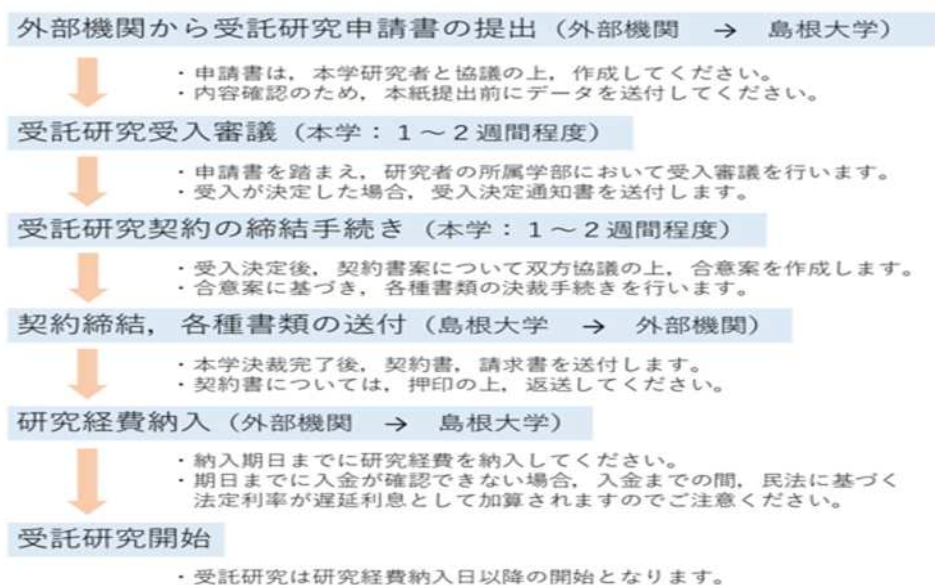 外部機関から受託研究申請書の提出（外部機関　→　島根大学）
・申請書は，本学研究者と協議の上，作成してください。
・内容確認のため，本紙提出前にデータを送付してください。
受託研究受入審議（本学：１～２週間程度）
・申請書を踏まえ，研究者の所属学部において受入審議を行います。
・受入が決定した場合，受入決定通知書を送付します。
受託研究契約の締結手続き（本学：１～２週間程度）
・受入決定後，契約書案について双方協議の上，合意案を作成します。
・合意案に基づき，各種書類の決裁手続きを行います。
契約締結，各種書類の送付（島根大学　→　外部機関）
・本学決裁完了後，契約書，請求書を送付します。
・契約書については，押印の上，返送してください。
研究経費納入（外部機関　→　島根大学）
・納入期日までに研究経費を納入してください。
・期日までに入金が確認できない場合，入金までの間，民法に基づく
法定利率が遅延利息として加算されますのでご注意ください。
受託研究開始
・受託研究は研究経費納入日以降の開始となります。